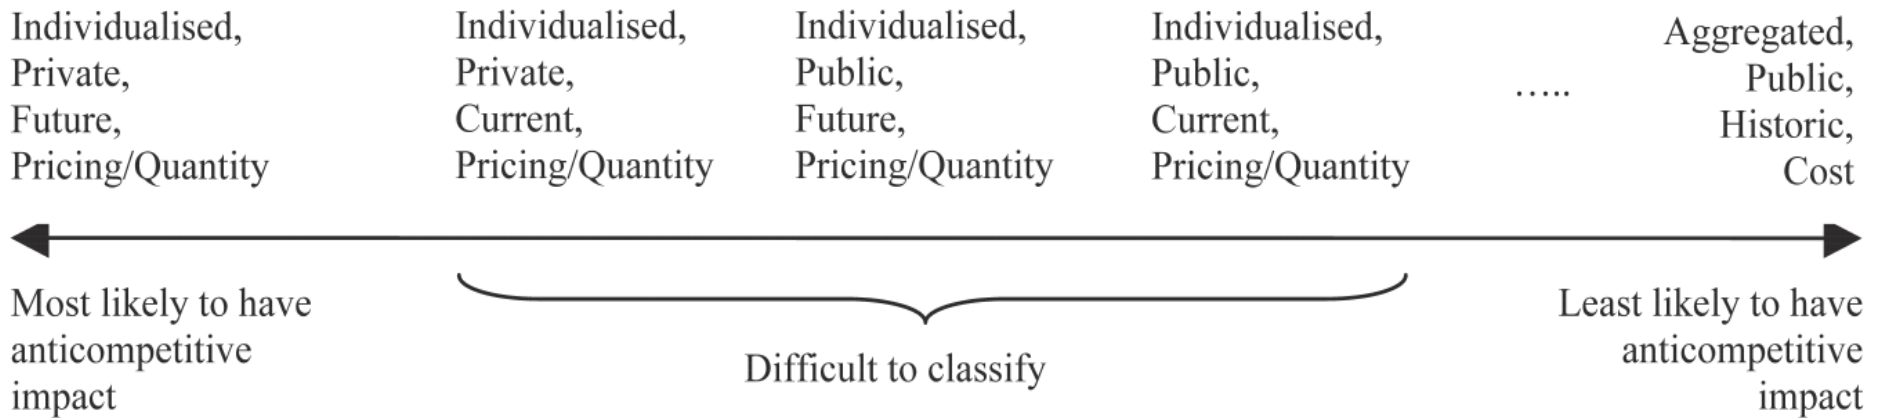 Individualised,
Private,
Future,
Pricing/Quantity
Individualised,
Private,
Current,
Pricing/Quantity
Individualised,
Public,
Future,
Pricing/Quantity
Individualised,
Public,
Current,
Pricing/Quantity
.....
Aggregated,
Public,
Historic,
Cost
Most likely to have
anticompetitive
impact
Difficult to classify
Least likely to have
anticompetitive
impact